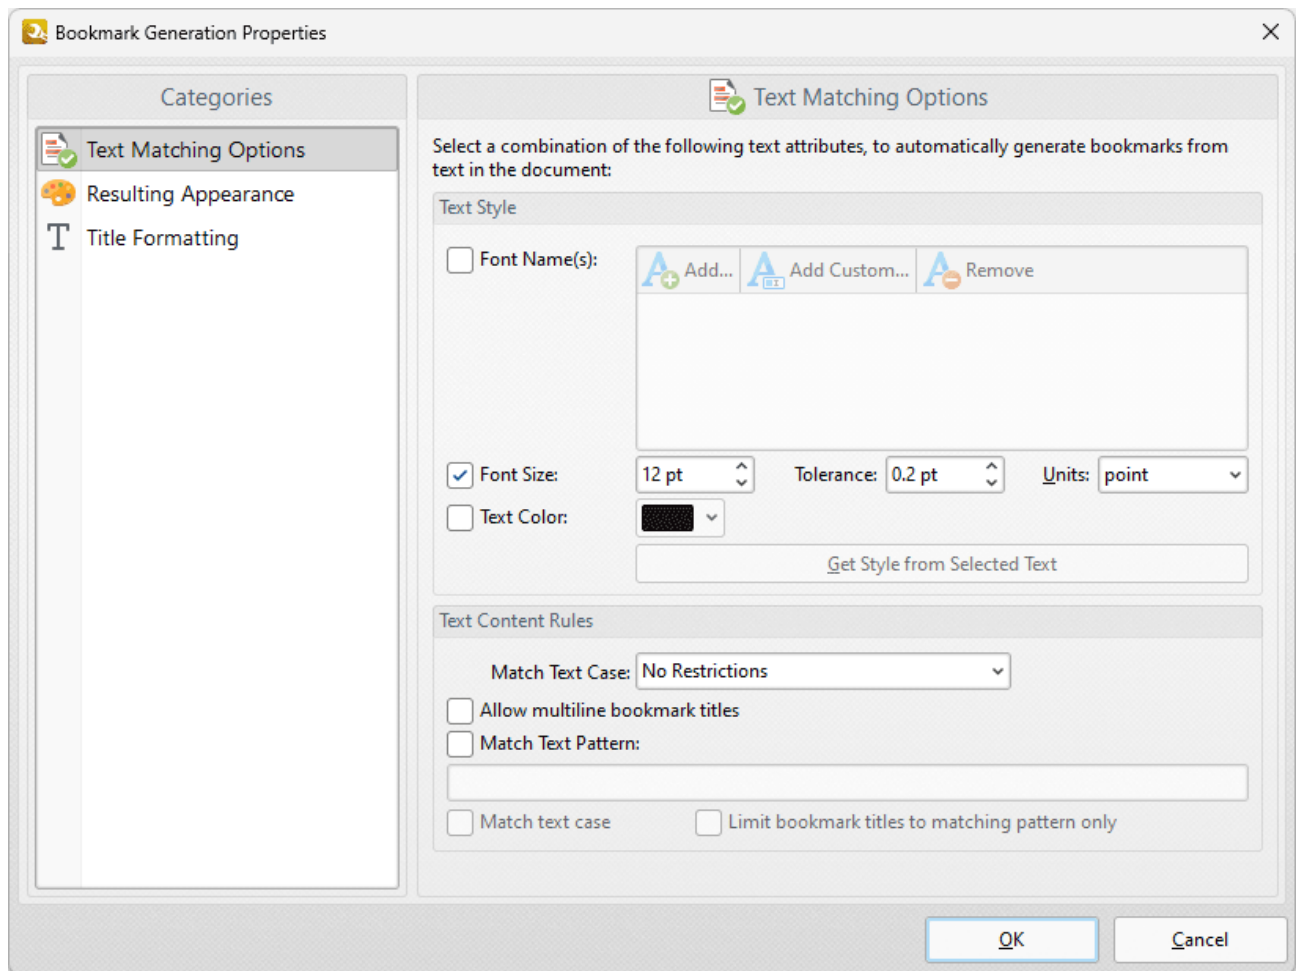 Bookmark Generation Properties
Categories
Text Matching Options
Resulting Appearance
Title Formatting
Text Matching Options
Select a combination of the following text attributes, to automatically generate bookmarks from
text in the document:
Text Style
Font Name(s):
Add... Add Custom... Remove
Font Size: 12 pt Tolerance: 0.2 pt Units: point
Text Color:
Get Style from Selected Text
Text Content Rules
Match Text Case: No Restrictions
Allow multiline bookmark titles
Match Text Pattern:
Match text case Limit bookmark titles to matching pattern only
OK Cancel